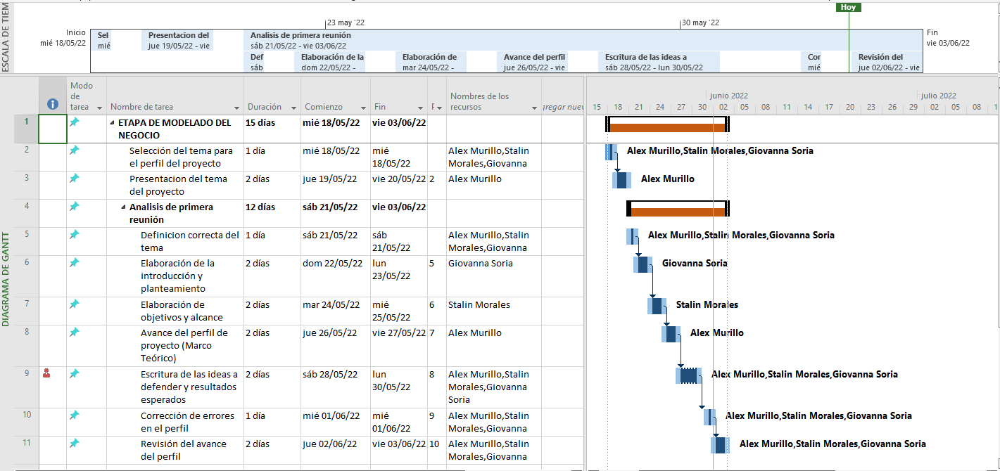 ESCALA DE TIEM
Hoy
23 may '22
30 may '22
Inicio
mié 18/05/22
Sel
mié
Presentacion del
jue 19/05/22 - vie
Analisis de primera reunión
sáb 21/05/22 - vie 03/06/22
Fin
vie 03/06/22
Def
sáb
Elaboración de la
dom 22/05/22 -
Elaboración de
mar 24/05/22 -
Avance del perfil
jue 26/05/22 - vie
Escritura de las ideas a
sáb 28/05/22 - lun 30/05/22
Cor
mié
Revisión del
jue 02/06/22 - vie
DIAGRAMA DE GANTT
Modo
de
tarea
Nombre de tarea
Duración
Comienzo
Fin
Nombres de los
recursos
junio 2022
julio 2022
15 18 21 24 27 30 02 05 08 11 14 17 20 23 26 29 02 05 08 1
1 ETAPA DE MODELADO DEL 15 días mié 18/05/22 vie 03/06/22
NEGOCIO
2 Selección del tema para 1 día mié 18/05/22 mié Alex Murillo,Stalin Alex Murillo,Stalin Morales,Giovanna Soria
el perfil del proyecto 18/05/22 Morales,Giovanna
3 Presentacion del tema 2 días jue 19/05/22 vie 20/05/22 2 Alex Murillo Alex Murillo
del proyecto
4 Analisis de primera 12 días sáb 21/05/22 vie 03/06/22
reunión
5 Definicion correcta del 1 día sáb 21/05/22 sáb Alex Murillo,Stalin Alex Murillo,Stalin Morales,Giovanna Soria
tema 21/05/22 Morales,Giovanna
6 Elaboración de la 2 días dom 22/05/22 lun 5 Giovanna Soria Giovanna Soria
introducción y 23/05/22
planteamiento
7 Elaboración de 2 días mar 24/05/22 mié 6 Stalin Morales Stalin Morales
objetivos y alcance 25/05/22
8 Avance del perfil de 2 días jue 26/05/22 vie 27/05/22 7 Alex Murillo Alex Murillo
proyecto (Marco
Teórico)
9 Escritura de las ideas a 2 días sáb 28/05/22 lun 8 Alex Murillo,Stalin Alex Murillo,Stalin Morales,Giovanna Soria
defender y resultados 30/05/22 Morales,Giovanna
esperados Soria
10 Corrección de errores 1 día mié 01/06/22 mié 9 Alex Murillo,Stalin Alex Murillo,Stalin Morales,Giovanna Soria
en el perfil 01/06/22 Morales,Giovanna
11 Revisión del avance 2 días jue 02/06/22 vie 03/06/22 10 Alex Murillo,Stalin Alex Murillo,Stalin Morales,Giovanna Soria
del perfil Morales,Giovanna